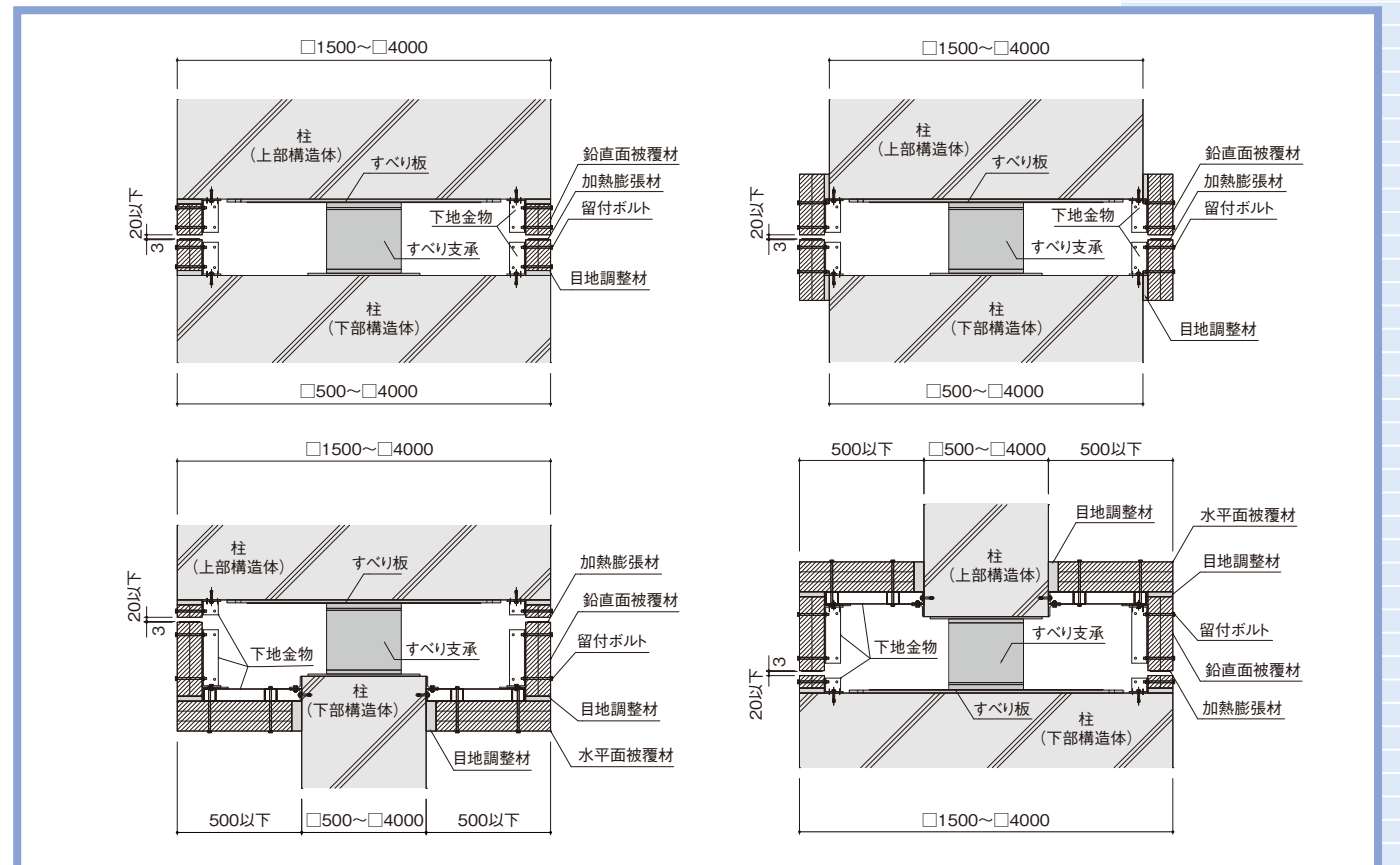 □1500〜□4000
柱
(上部構造体)
すべり板
鉛直面被覆材
加熱膨張材
留付ボルト
下地金物
すべり支承
20以下
3
目地調整材
柱
(下部構造体)
□500〜□4000
□1500〜□4000
柱
(上部構造体)
すべり板
鉛直面被覆材
加熱膨張材
留付ボルト
下地金物
すべり支承
20以下
3
柱
(下部構造体)
目地調整材
□500〜□4000
□1500〜□4000
柱
(上部構造体)
すべり板
加熱膨張材
20以下
3
鉛直面被覆材
留付ボルト
下地金物
すべり支承
柱
(下部構造体)
目地調整材
目地調整材
水平面被覆材
500以下
□500〜□4000
500以下
500以下
□500〜□4000
500以下
目地調整材
水平面被覆材
柱
(上部構造体)
目地調整材
留付ボルト
下地金物
すべり支承
鉛直面被覆材
3
20以下
すべり板
加熱膨張材
柱
(下部構造体)
□1500〜□4000